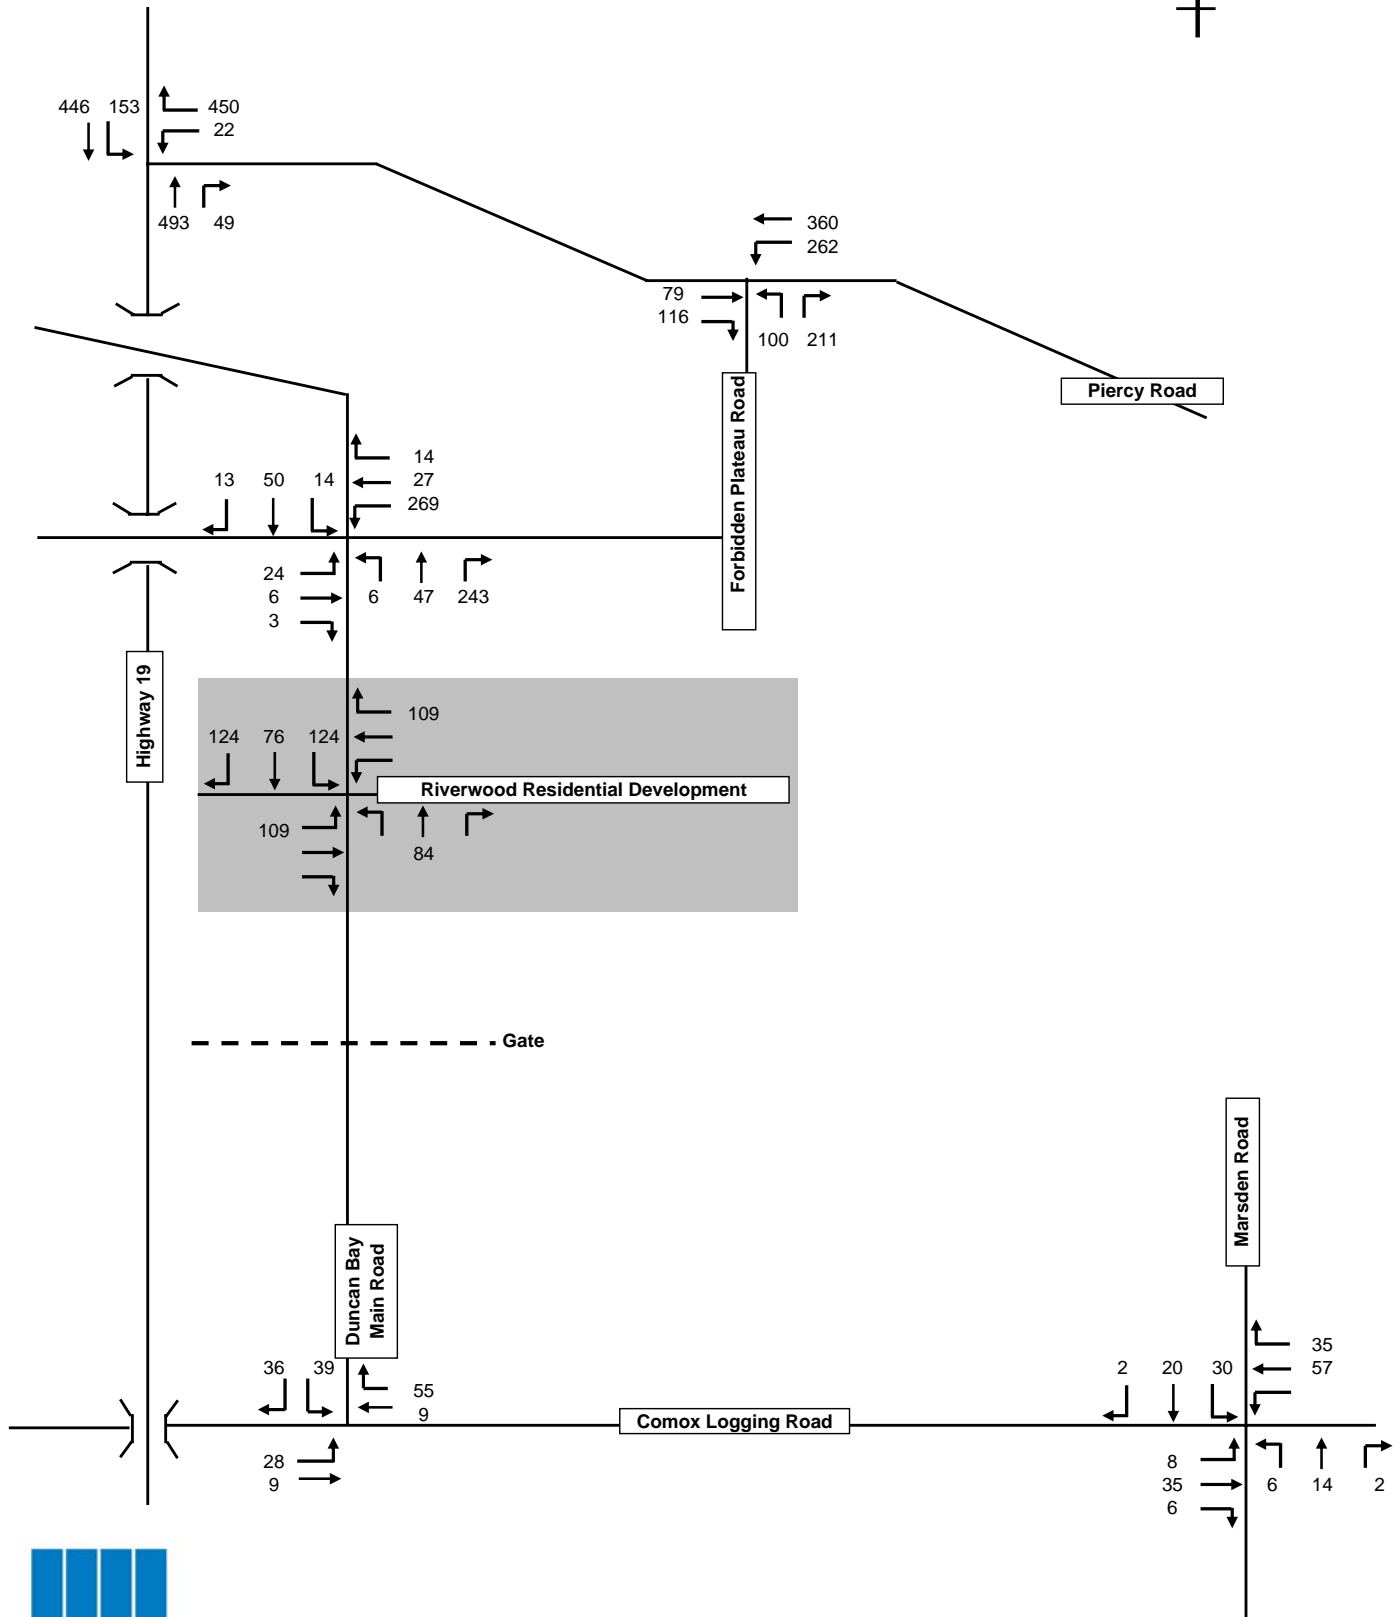 446 153 450
22
493 49
360
262
79
116
100 211
Piercy Road
Forbidden Plateau Road
14
13 50 14 27
269
24
6 6 47 243
3
Highway 19
109
124 76 124
Riverwood Residential Development
109
84
Gate
Marsden Road
Duncan Bay
Main Road
36 39
55
9
28
9
Comox Logging Road
35
2 20 30 57
8
35 6 14 2
6